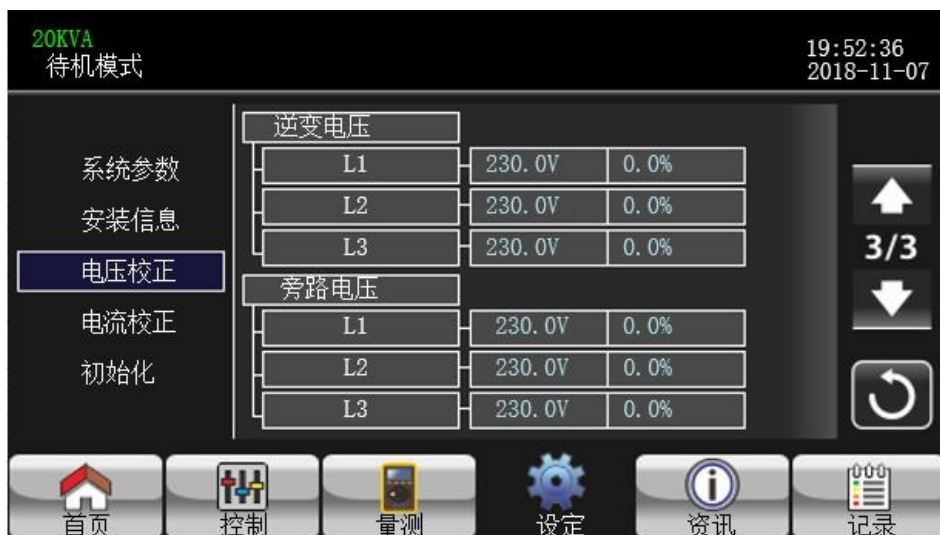 20KVA
待机模式
19:52:36
2018-11-07
系统参数
安装信息
电压校正
电流校正
初始化
逆变电压
L1 230.0V 0.0%
L2 230.0V 0.0%
L3 230.0V 0.0%
旁路电压
L1 230.0V 0.0%
L2 230.0V 0.0%
L3 230.0V 0.0%
3/3
首页 控制 量测 设定 资讯 记录